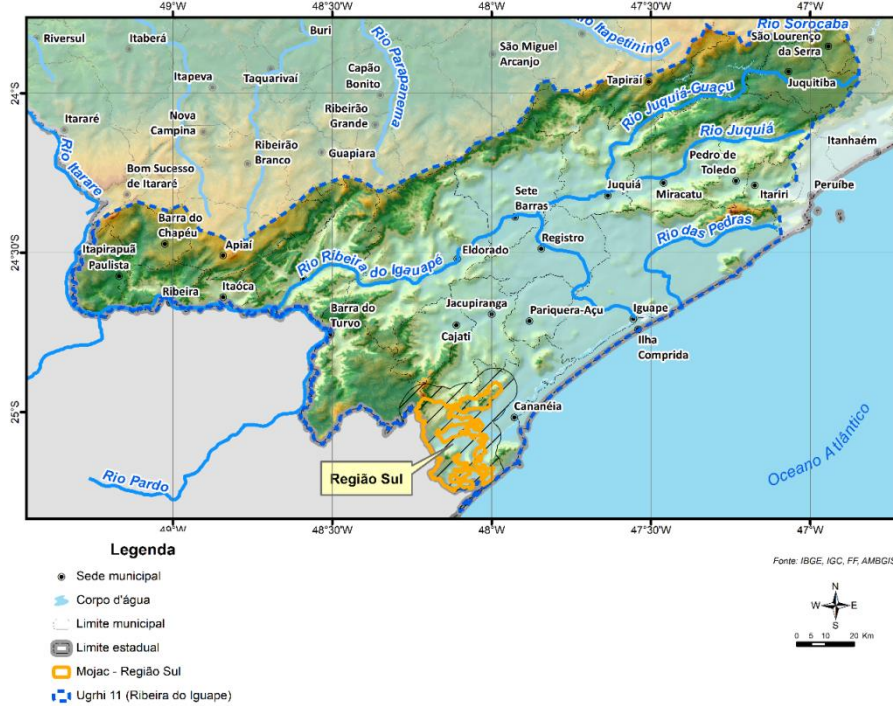 49°W
48°30'W
48°W
47°30'W
47°W
Riversul
Itaberá
Buri
Rio Itapetininga
Rio Sorocaba
São Lourenço
da Serra
São Miguel
Arcanjo
Itapeva
Taquarivaí
Capão
Bonito
Rio Parapanema
Tapiraí
Juquitiba
24°S
Nova
Campina
Ribeirão
Grande
Rio Juquiá-Guaçu
Itararé
Rio Itarare
Ribeirão
Branco
Guapiara
Rio Juquiá
Itanhaém
Bom Sucesso
de Itararé
Pedro de
Toledo
Juquiá
Miracatu
Itariri
Peruíbe
Sete
Barras
Barra do
Chapéu
Apiaí
Rio das Pedras
24°30'S
Itapirapuã
Paulista
Rio Ribeira do Igauapé
Eldorado
Registro
Ribeira
Itaóca
Barra do
Turvo
Jacupiranga
Pariquera-Açu
Iguape
Cajati
Ilha
Comprida
25°S
Cananéia
Oceano Atlântico
Rio Pardo
Região Sul
49°W
48°30'W
48°W
47°30'W
47°W
Legenda
Sede municipal
Corpo d'água
Limite municipal
Limite estadual
Mojac - Região Sul
Ugrhi 11 (Ribeira do Iguape)
Fonte: IBGE, IGC, FF, AMBGIS
N
W E
S
0 5 10 20 Km